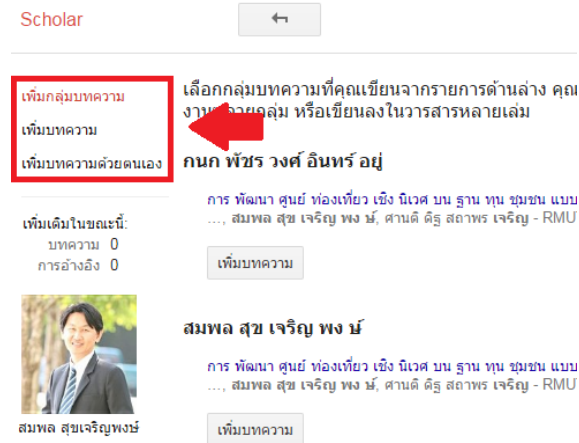 Scholar
เพิ่มกลุ่มบทความ
เพิ่มบทความ
เพิ่มบทความด้วยตนเอง
เพิ่มเติมในขณะนี้:
บทความ 0
การอ้างอิง 0
สมพล สุขเจริญพงษ์
เลือกกลุ่มบทความที่คุณเขียนจากรายการด้านล่าง คุณ
หรือเขียนลงในวารสารหลายเล่ม
กนก พัชร วงศ์ อินทร์ อยู่
การ พัฒนา ศูนย์ ท่องเที่ยว เชิง นิเวศ บน ฐาน ทุน ชุมชน แบบ
..., สมพล สุข เจริญ พง ษ์, ศานติ ดิฐ สถาพร เจริญ - RMU
เพิ่มบทความ
สมพล สุข เจริญ พง ษ์
การ พัฒนา ศูนย์ ท่องเที่ยว เชิง นิเวศ บน ฐาน ทุน ชุมชน แบบ
..., สมพล สุข เจริญ พง ษ์, ศานติ ดิฐ สถาพร เจริญ - RMU
เพิ่มบทความ